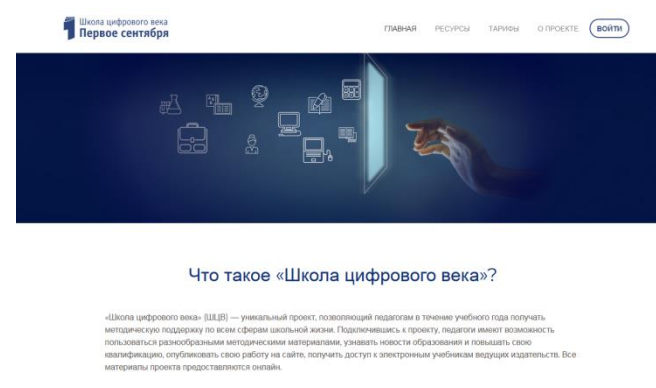 Школа цифрового века
Первое сентября
ГЛАВНАЯ РЕСУРСЫ ТАРИФЫ О ПРОЕКТЕ ВОЙТИ
Что такое «Школа цифрового века»?
«Школа цифрового века» (ШЦВ) — уникальный проект, позволяющий педагогам в течение учебного года получать
методическую поддержку по всем сферам школьной жизни. Подключившись к проекту, педагоги имеют возможность
пользоваться разнообразными методическими материалами, узнавать новости образования и повышать свою
квалификацию, опубликовать свою работу на сайте, получить доступ к электронным учебникам ведущих издательств. Все
материалы проекта предоставляются онлайн.